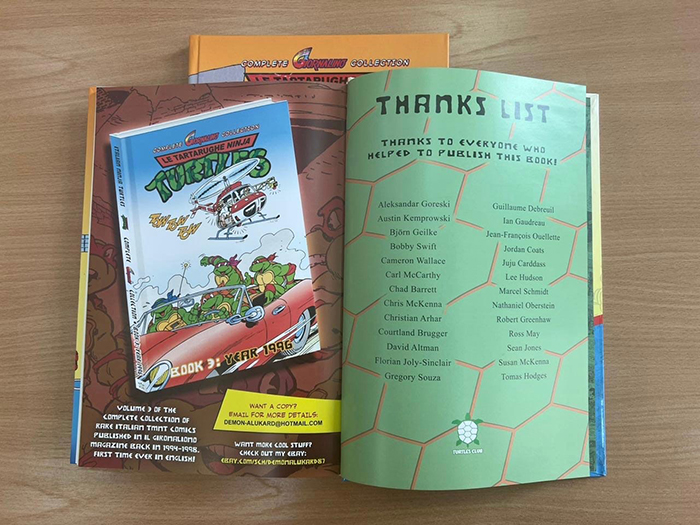 COMPLETE GIORNALINO COLLECTION
LE TARTARUGHE
COMPLETE GIORNALINO COLLECTION
LE TARTARUGHE NINJA
TURTLES
BOOK 3: YEAR 1996
VOLUME 3 OF THE
COMPLETE COLLECTION OF
RARE ITALIAN TMNT COMICS
PUBLISHED IN IL GIORNALINO
MAGAZINE BACK IN 1994-1998.
FIRST TIME EVER IN ENGLISH!
WANT A COPY?
EMAIL FOR MORE DETAILS:
DEMON-ALUKARD@HOTMAIL.COM
WANT MORE COOL STUFF?
CHECK OUT MY EBAY:
THANKS LIST
THANKS TO EVERYONE WHO
HELPED TO PUBLISH THIS BOOK!
Aleksandar Goreski
Austin Kemprowski
Björn Geilke
Bobby Swift
Cameron Wallace
Carl McCarthy
Chad Barrett
Chris McKenna
Christian Arhar
Courtland Brugger
David Altman
Florian Joly-Sinclair
Gregory Souza
Guillaume Debreuil
Ian Gaudreau
Jean-François Ouellette
Jordan Coats
Juju Carddass
Lee Hudson
Marcel Schmidt
Nathaniel Oberstein
Robert Greenhaw
Ross May
Sean Jones
Susan McKenna
Tomas Hodges
TURTLES CLUB